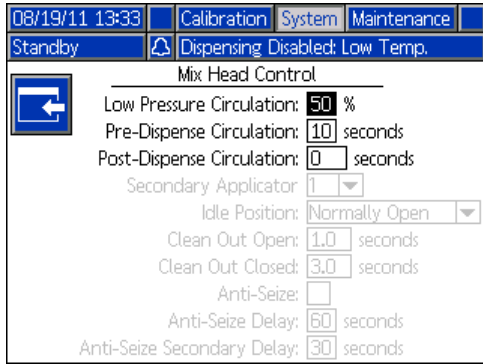 08/19/11 13:33 Calibration System Maintenance
Standby Dispensing Disabled: Low Temp.
Mix Head Control
Low Pressure Circulation: 50 %
Pre-Dispense Circulation: 10 seconds
Post-Dispense Circulation: 0 seconds
Secondary Applicator 1
Idle Position: Normally Open
Clean Out Open: 1.0 seconds
Clean Out Closed: 3.0 seconds
Anti-Seize:
Anti-Seize Delay: 60 seconds
Anti-Seize Secondary Delay: 30 seconds